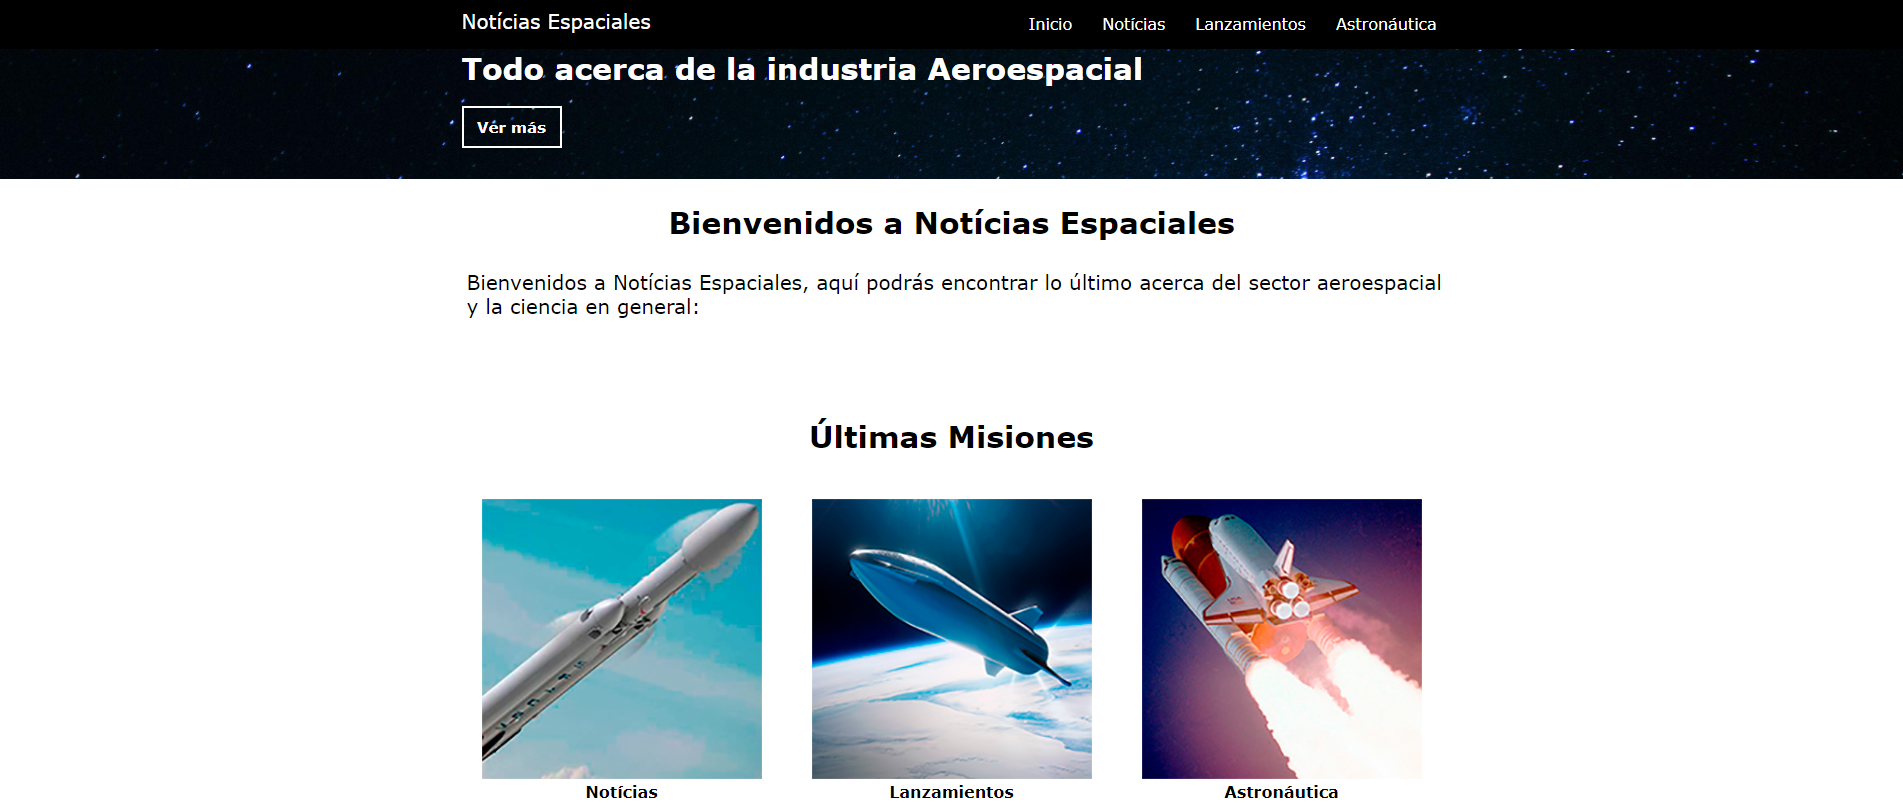 Notícias Espaciales
Inicio Notícias Lanzamientos Astronáutica
Todo acerca de la industria Aeroespacial
Ver más
Bienvenidos a Notícias Espaciales
Bienvenidos a Notícias Espaciales, aquí podrás encontrar lo último acerca del sector aeroespacial
y la ciencia en general:
Últimas Misiones
Notícias
Lanzamientos
Astronáutica